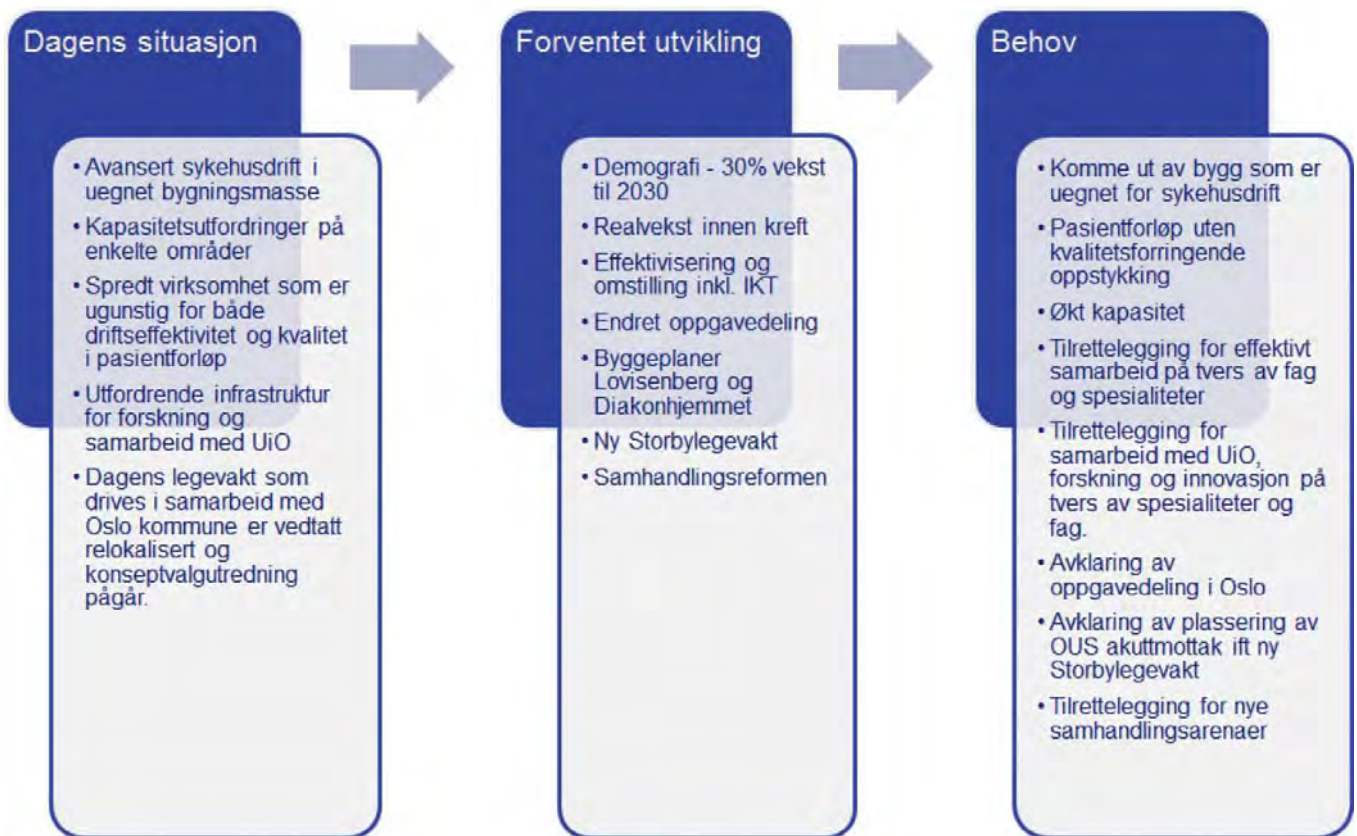 Dagens situasjon
• Avansert sykehusdrift i
uegnet bygningsmasse
• Kapasitetsutfordringer på
enkelte områder
• Spredt virksomhet som er
ugunstig for både
driftseffektivitet og kvalitet
i pasientforløp
• Utfordrende infrastruktur
for forskning og
samarbeid med UiO
• Dagens legevakt som
drives i samarbeid med
Oslo kommune er vedtatt
relokalisert og
konseptvalgutredning
pågår.
Forventet utvikling
• Demografi - 30% vekst
til 2030
• Realvekst innen kreft
• Effektivisering og
omstilling inkl. IKT
• Endret oppgavedeling
• Byggeplaner
Lovisenberg og
Diakonhjemmet
• Ny Storbylegevakt
• Samhandlingsreformen
Behov
• Komme ut av bygg som er
uegnet for sykehusdrift
• Pasientforløp uten
kvalitetsforringende
oppstykking
• Økt kapasitet
• Tilrettelegging for effektivt
samarbeid på tvers av fag
og spesialiteter
• Tilrettelegging for
samarbeid med UiO,
forskning og innovasjon på
tvers av spesialiteter og
fag.
• Avklaring av
oppgavedeling i Oslo
• Avklaring av plassering av
OUS akuttmottak ift ny
Storbylegevakt
• Tilrettelegging for nye
samhandlingsarenaer